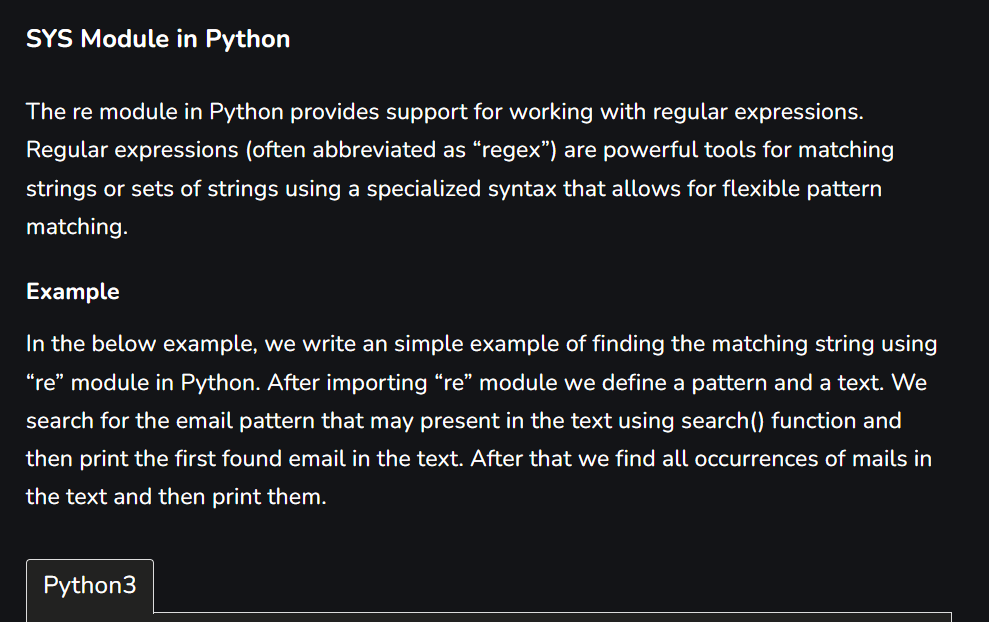 SYS Module in Python
The re module in Python provides support for working with regular expressions.
Regular expressions (often abbreviated as “regex”) are powerful tools for matching
strings or sets of strings using a specialized syntax that allows for flexible pattern
matching.
Example
In the below example, we write an simple example of finding the matching string using
“re” module in Python. After importing “re” module we define a pattern and a text. We
search for the email pattern that may present in the text using search() function and
then print the first found email in the text. After that we find all occurrences of mails in
the text and then print them.
Python3